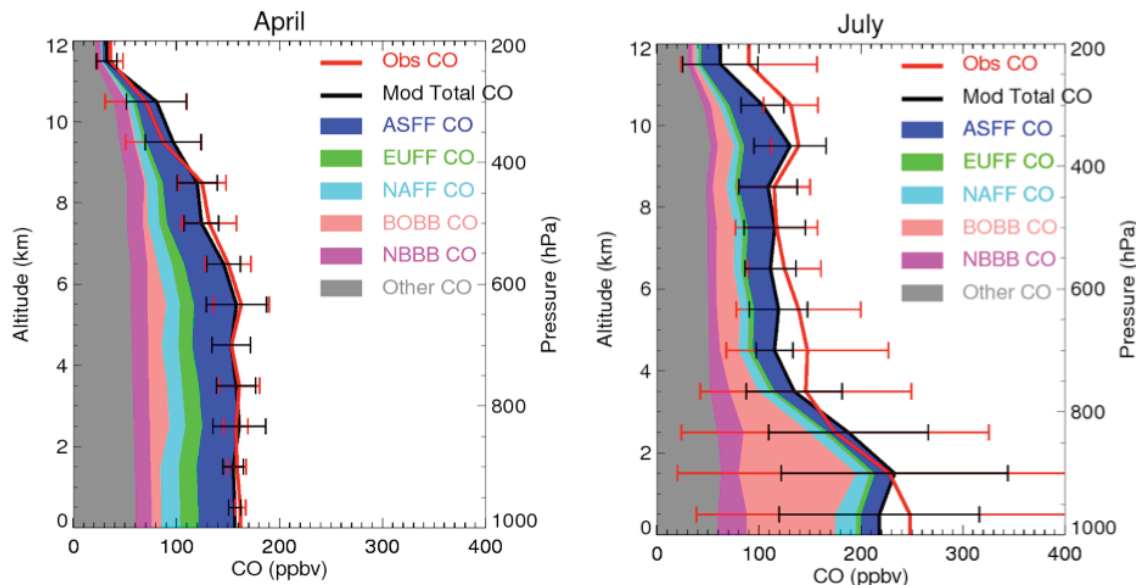 April
12
10
8
6
4
2
0
Altitude (km)
Obs CO
Mod Total CO
ASFF CO
EUFF CO
NAFF CO
BOBB CO
NBBB CO
Other CO
200
400
600
800
1000
Pressure (hPa)
0
100
200
300
400
CO (ppbv)
July
12
10
8
6
4
2
0
Altitude (km)
Obs CO
Mod Total CO
ASFF CO
EUFF CO
NAFF CO
BOBB CO
NBBB CO
Other CO
200
400
600
800
1000
Pressure (hPa)
0
100
200
300
400
CO (ppbv)